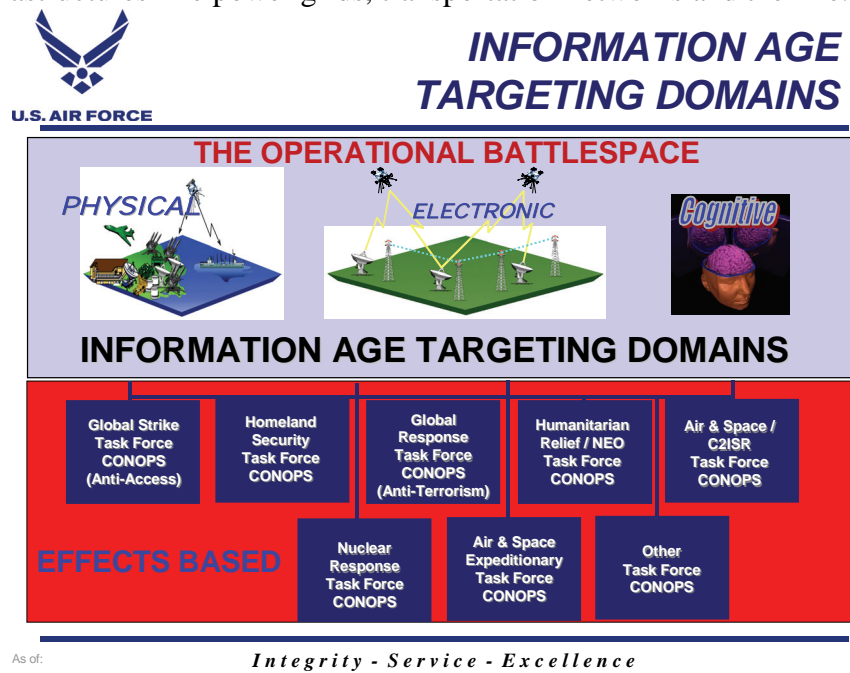 INFORMATION AGE
TARGETING DOMAINS
U.S. AIR FORCE
THE OPERATIONAL BATTLESPACE
PHYSICAL
ELECTRONIC
Cognitive
INFORMATION AGE TARGETING DOMAINS
Global Strike
Task Force
CONOPS
(Anti-Access)
Homeland
Security
Task Force
CONOPS
Global
Response
Task Force
CONOPS
(Anti-Terrorism)
Humanitarian
Relief / NEO
Task Force
CONOPS
Air & Space /
C2ISR
Task Force
CONOPS
EFFECTS BASED
Nuclear
Response
Task Force
CONOPS
Air & Space
Expeditionary
Task Force
CONOPS
Other
Task Force
CONOPS
As of:
Integrity - Service - Excellence